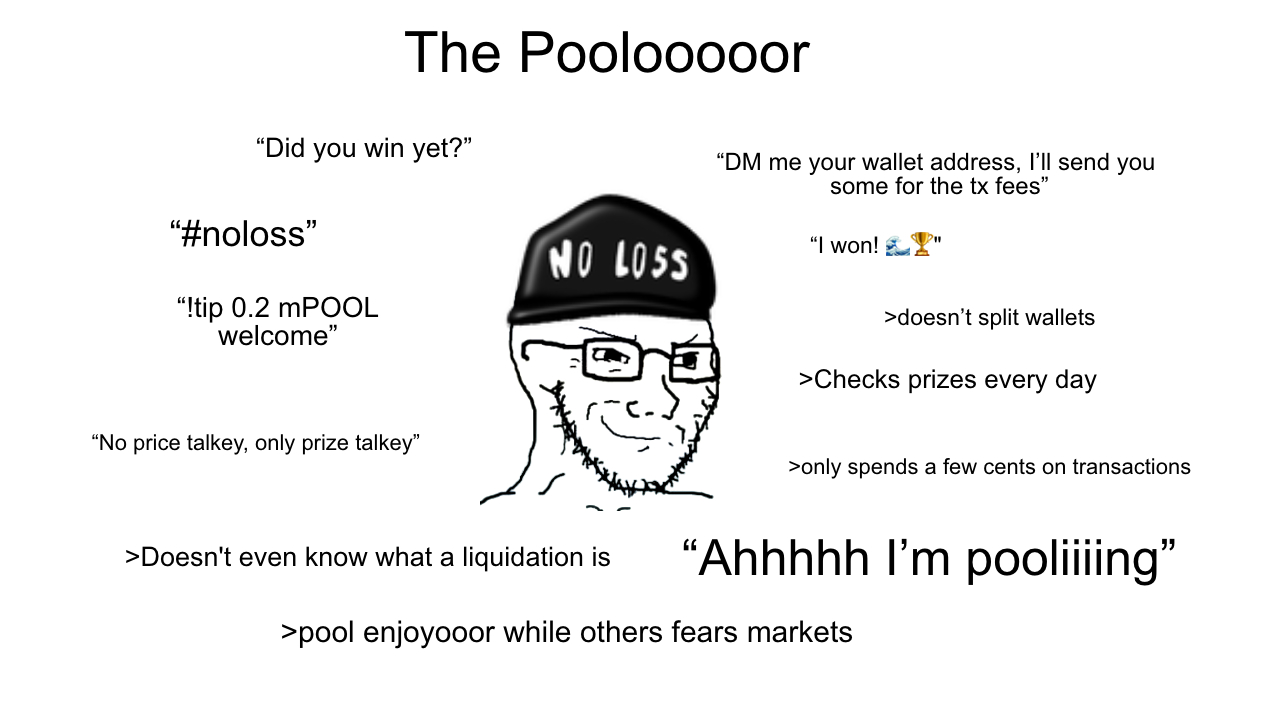 The Poolooooor
“Did you win yet?”
“DM me your wallet address, I’ll send you
some for the tx fees”
“#noloss”
“I won! 🌊🏆"
NO LOSS
“!tip 0.2 mPOOL
welcome”
>doesn’t split wallets
>Checks prizes every day
“No price talkey, only prize talkey”
>only spends a few cents on transactions
>Doesn't even know what a liquidation is
“Ahhhhh I’m pooliiiiing”
>pool enjoyooor while others fears markets